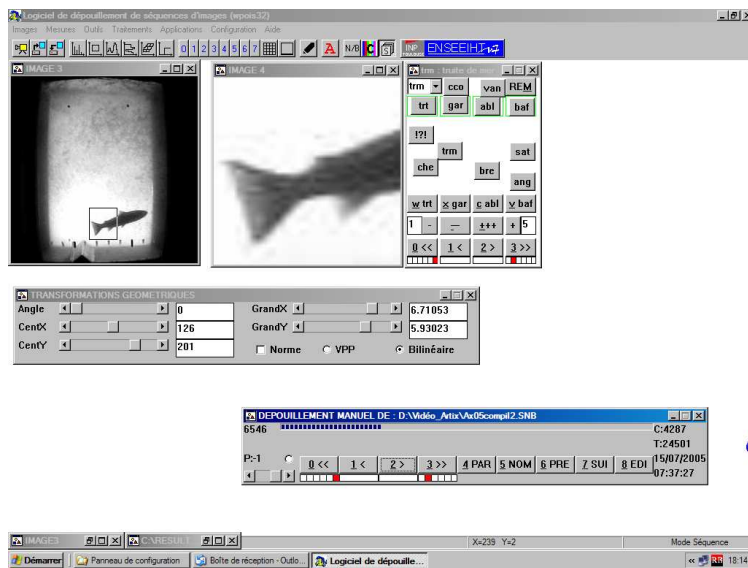 Logiciel de dépouillement de séquences d'images (wpois32)
Images Mesures Outils Traitements Applications Configuration Aide
0 1 2 3 4 5 6 7 A N/B C INP ENSEEIHT
IMAGE 3
IMAGE 4
trm : truite de mer
trm cco van REM
trt gar abl baf
!?!
trm sat
che bre
ang
w trt x gar c abl v baf
1 - -- +++ + 5
0 << 1 < 2 > 3 >>
TRANSFORMATIONS GEOMETRIQUES
Angle 0 GrandX 6.71053
CentX 126 GrandY 5.93023
CentY 201 Norme VPP Bilinéaire
DEPOUILLEMENT MANUEL DE : D:\Vidéo_Artix\Ax05compil2.SNB
6546 C:4287
T:24501
P:-1 0 << 1 < 2 > 3 >> 4 PAR 5 NOM 6 PRE 7 SUI 8 EDI 15/07/2005
07:37:27
IMAGE3 C:\RESULT X=239 Y=2 Mode Séquence
Démarrer Panneau de configuration Boîte de réception - Outlo... Logiciel de dépouille... « 18:14